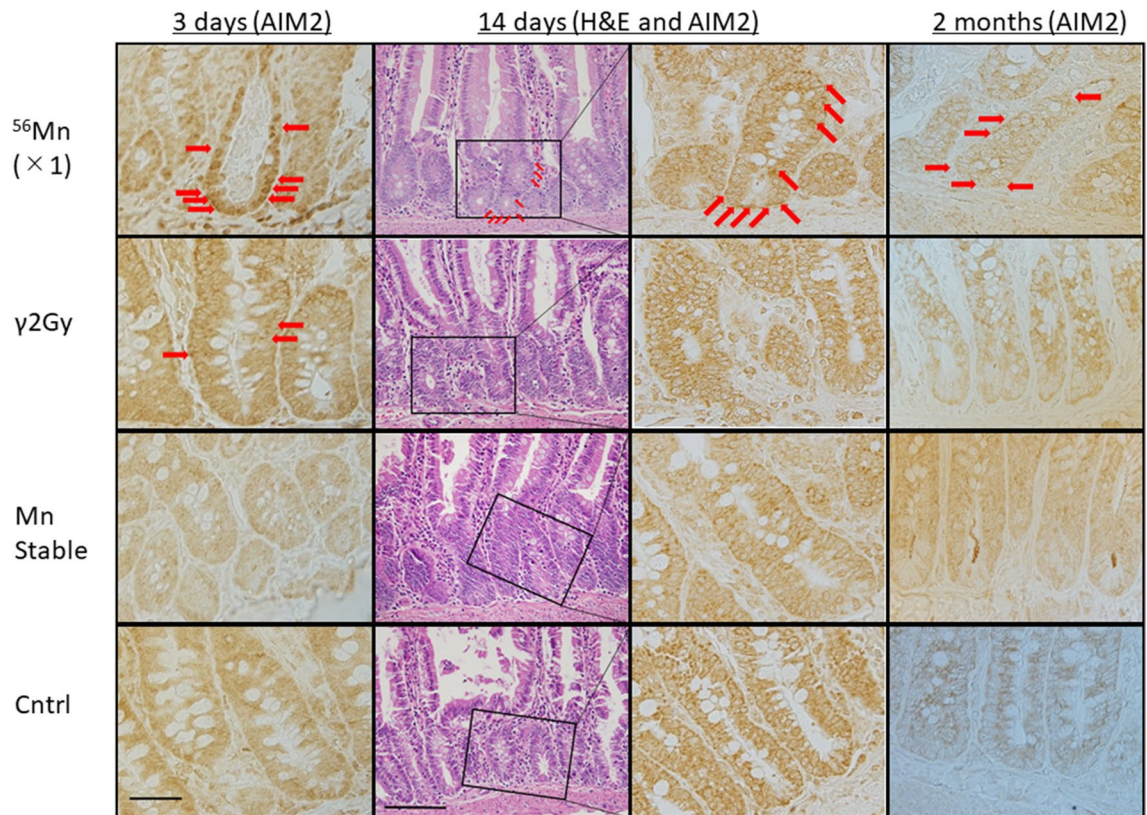 3 days (AIM2)
14 days (H&E and AIM2)
2 months (AIM2)
⁵⁶Mn
(×1)
γ2Gy
Mn
Stable
Cntrl